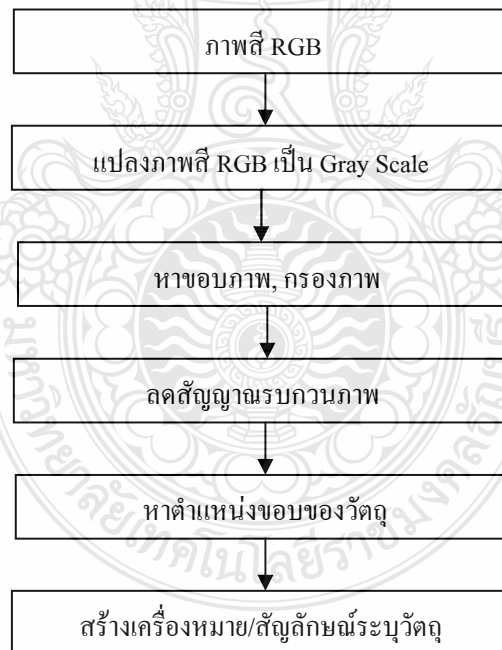 ภาพสี RGB
แปลงภาพสี RGB เป็น Gray Scale
หาขอบภาพ, กรองภาพ
ลดสัญญาณรบกวนภาพ
หาตำแหน่งขอบของวัตถุ
สร้างเครื่องหมาย/สัญลักษณ์ระบุวัตถุ